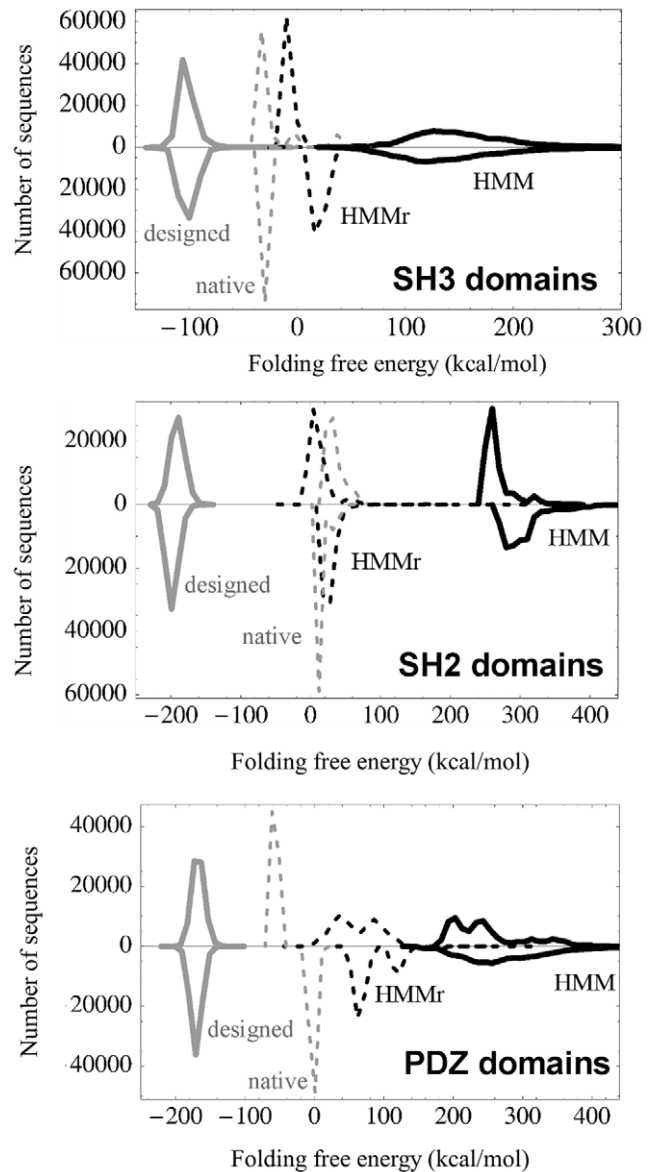 Number of sequences
60000
40000
20000
0
20000
40000
60000
designed
native
HMMr
HMM
SH3 domains
−100
0
100
200
300
Folding free energy (kcal/mol)
Number of sequences
20000
0
20000
40000
60000
designed
native
HMMr
HMM
SH2 domains
−200
−100
0
100
200
300
400
Folding free energy (kcal/mol)
Number of sequences
40000
20000
0
20000
40000
designed
native
HMMr
HMM
PDZ domains
−200
−100
0
100
200
300
400
Folding free energy (kcal/mol)